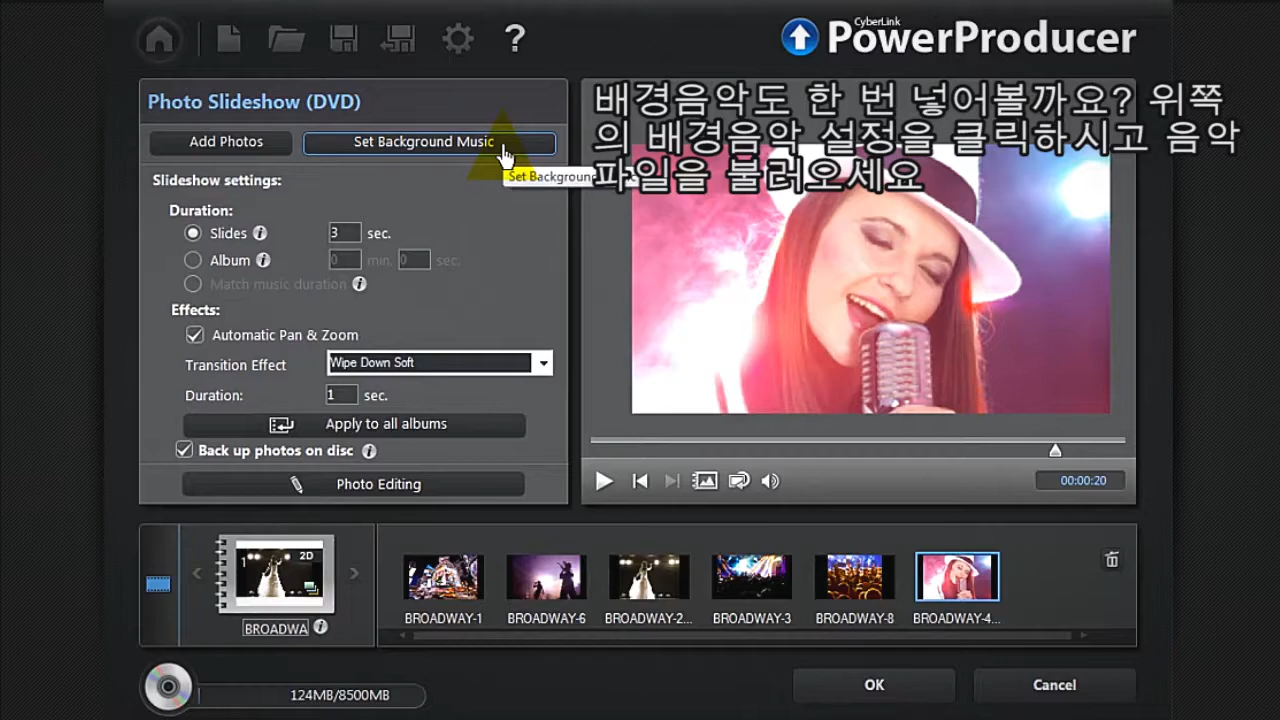 CyberLink
PowerProducer
?
배경음악도 한 번 넣어볼까요? 위쪽
의 배경음악 설정을 클릭하시고 음악
파일을 불러오세요
Photo Slideshow (DVD)
Add Photos
Set Background Music
Set Background
Slideshow settings:
Duration:
Slides
3 sec.
Album
0 min. 0 sec.
Match music duration
Effects:
Automatic Pan & Zoom
Transition Effect
Wipe Down Soft
Duration:
1 sec.
Apply to all albums
Back up photos on disc
Photo Editing
00:00:20
1
2D
BROADWA
BROADWAY-1
BROADWAY-6
BROADWAY-2...
BROADWAY-3
BROADWAY-8
BROADWAY-4...
124MB/8500MB
OK
Cancel